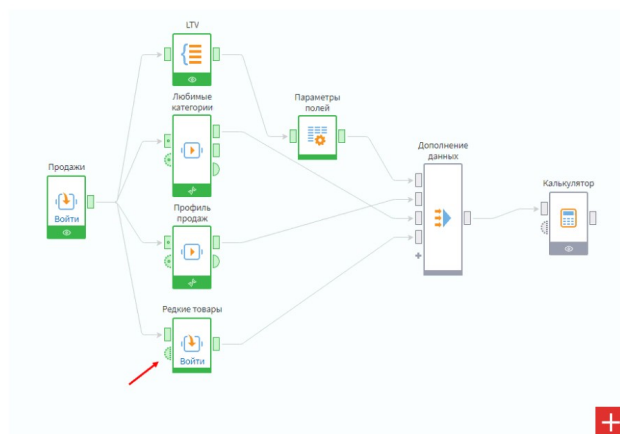 LTV
Любимые
категории
Параметры
полей
Дополнение
данных
Продажи
Войти
Калькулятор
Профиль
продаж
Редкие товары
Войти